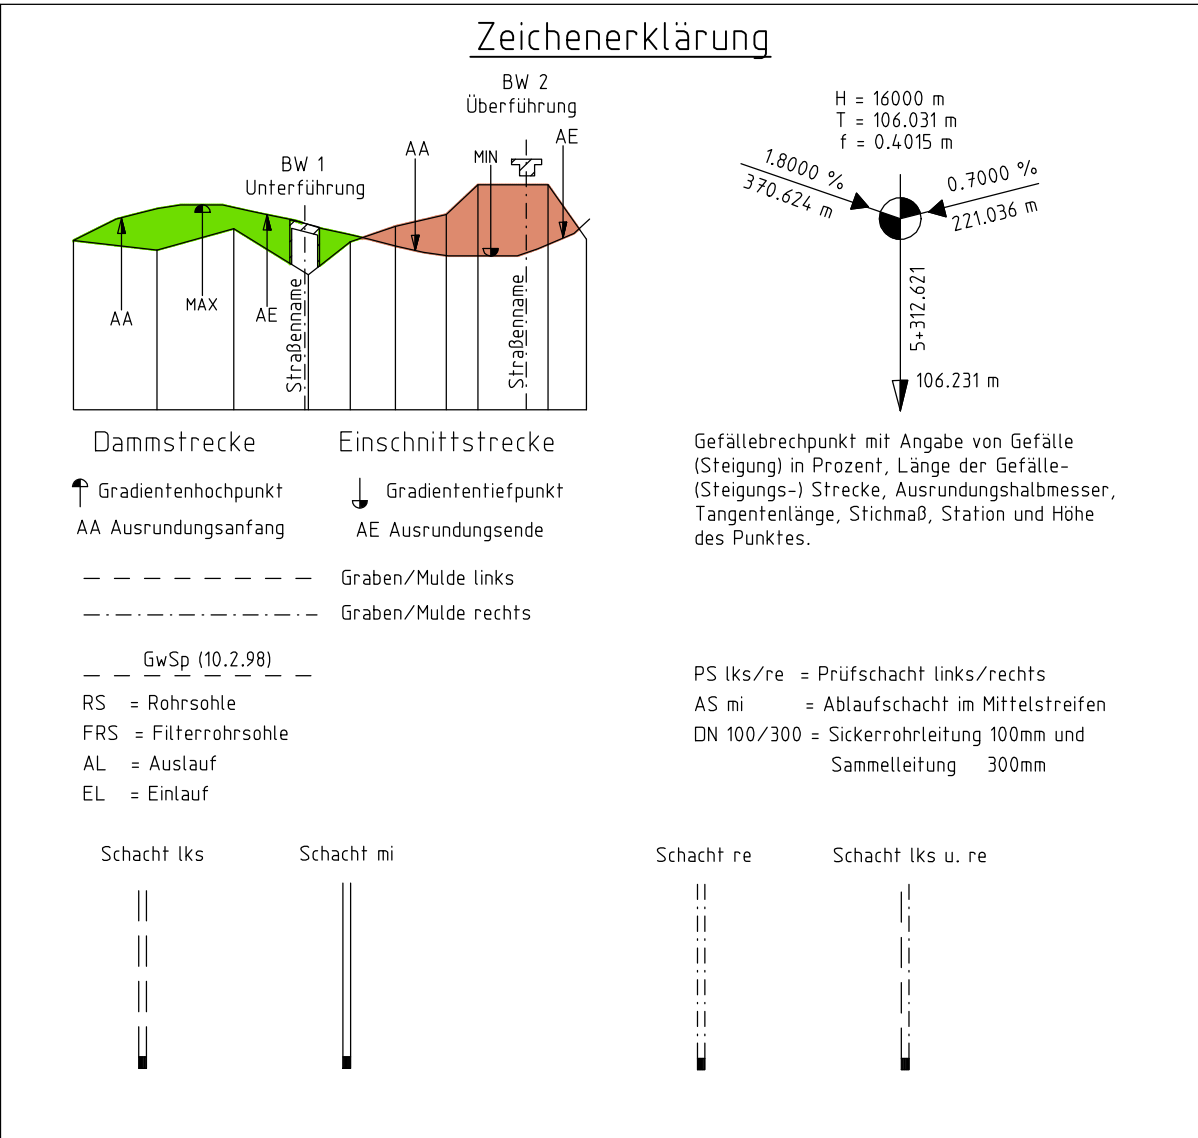 Zeichenerklärung
BW 2
Überführung
AE
AA
MIN
BW 1
Unterführung
AA
MAX
AE
Straßenname
Straßenname
H = 16000 m
T = 106.031 m
f = 0.4015 m
1.8000 %
370.624 m
0.7000 %
221.036 m
5+312.621
106.231 m
Dammstrecke
Einschnittstrecke
Gradientenhochpunkt
Gradiententiefpunkt
AA Ausrundungsanfang
AE Ausrundungsende
Gefällebrechpunkt mit Angabe von Gefälle
(Steigung) in Prozent, Länge der Gefälle-
(Steigungs-) Strecke, Ausrundungshalbmesser,
Tangentenlänge, Stichmaß, Station und Höhe
des Punktes.
Graben/Mulde links
Graben/Mulde rechts
GwSp (10.2.98)
RS = Rohrsohle
FRS = Filterrohrsohle
AL = Auslauf
EL = Einlauf
PS lks/re = Prüfschacht links/rechts
AS mi = Ablaufschacht im Mittelstreifen
DN 100/300 = Sickerrohrleitung 100mm und
Sammelleitung 300mm
Schacht lks
Schacht mi
Schacht re
Schacht lks u. re